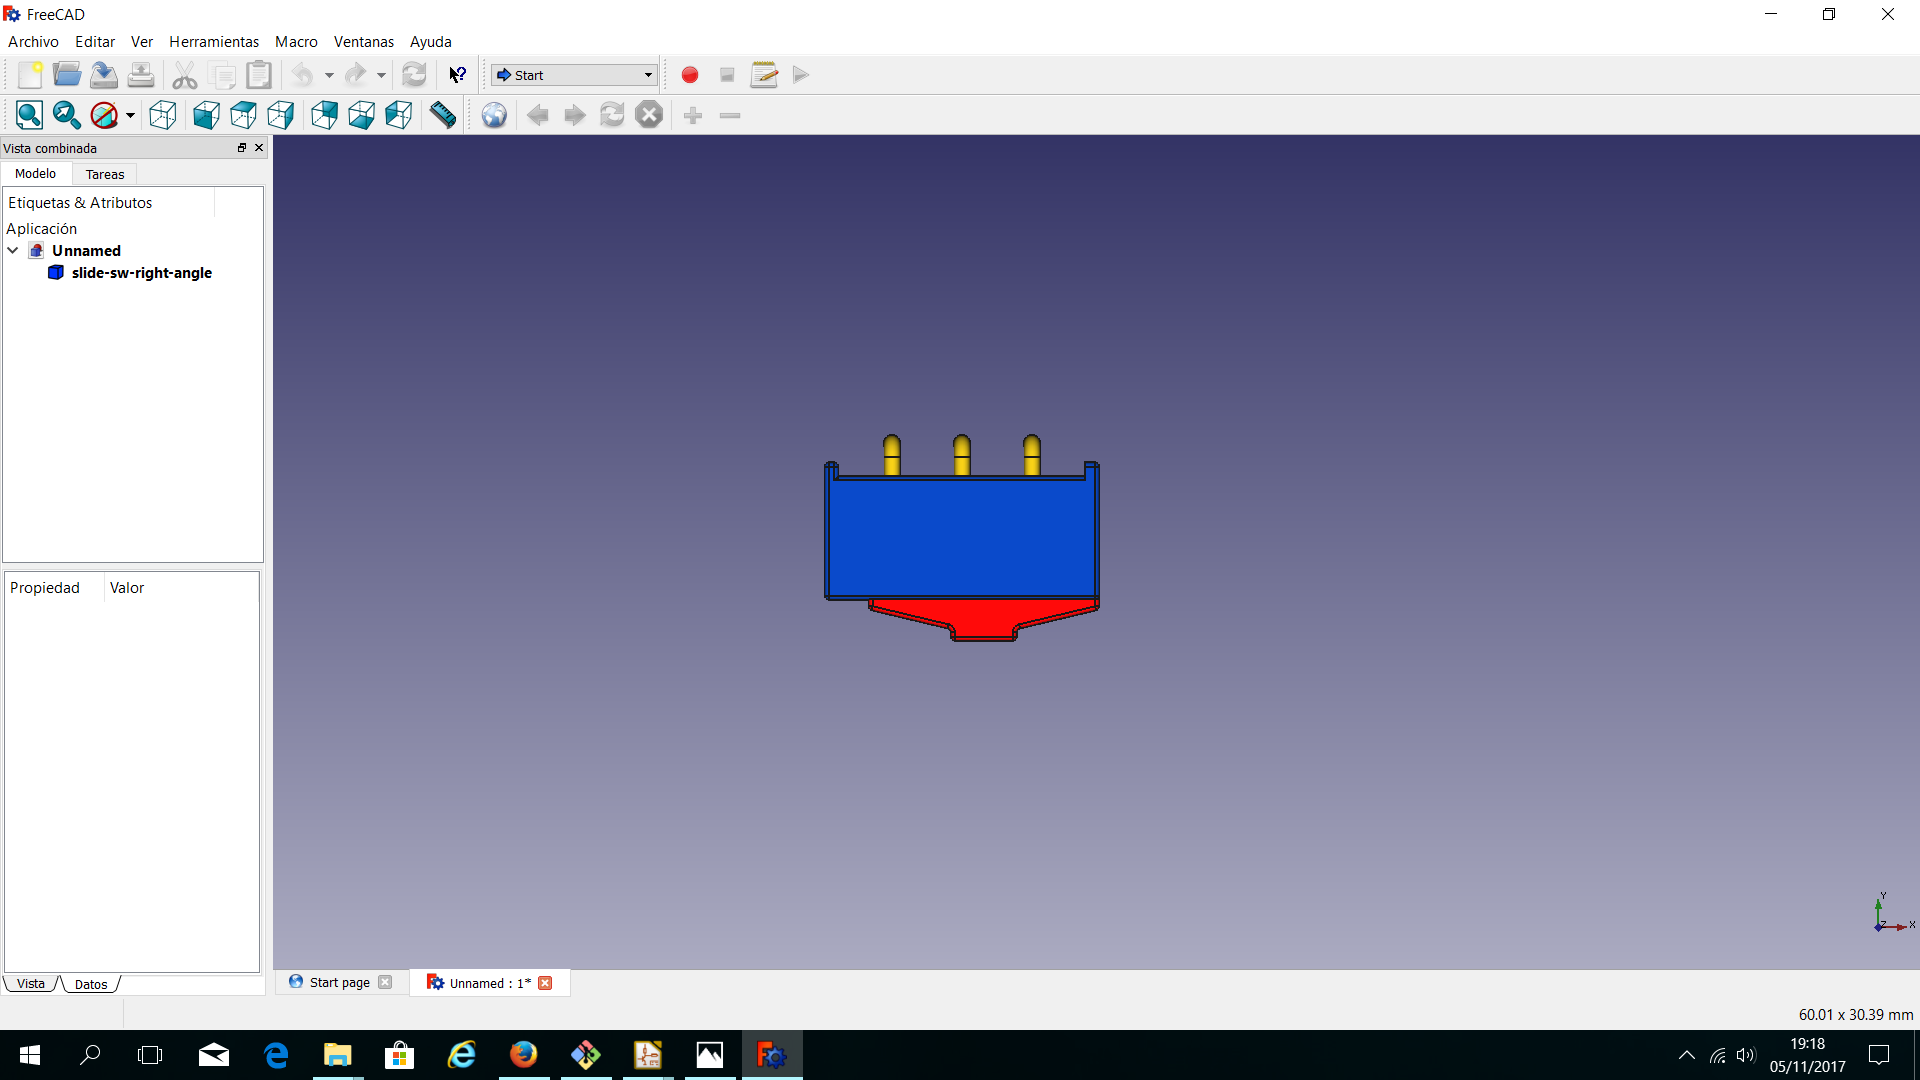 FreeCAD
Archivo Editar Ver Herramientas Macro Ventanas Ayuda
Start
Vista combinada
Modelo Tareas
Etiquetas & Atributos
Aplicación
Unnamed
slide-sw-right-angle
Propiedad Valor
Y
Z X
Vista Datos
Start page Unnamed : 1*
60.01 x 30.39 mm
19:18
05/11/2017